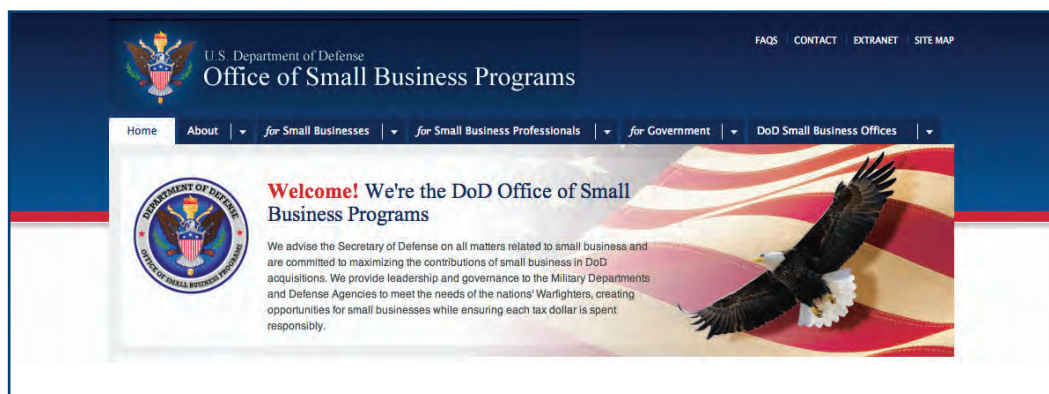 FAQS CONTACT EXTRANET SITE MAP
U.S. Department of Defense
Office of Small Business Programs
Home About for Small Businesses for Small Business Professionals for Government DoD Small Business Offices
DEPARTMENT OF DEFENSE
OFFICE OF SMALL BUSINESS PROGRAMS
Welcome! We're the DoD Office of Small
Business Programs
We advise the Secretary of Defense on all matters related to small business and
are committed to maximizing the contributions of small business in DoD
acquisitions. We provide leadership and governance to the Military Departments
and Defense Agencies to meet the needs of the nations' Warfighters, creating
opportunities for small businesses while ensuring each tax dollar is spent
responsibly.